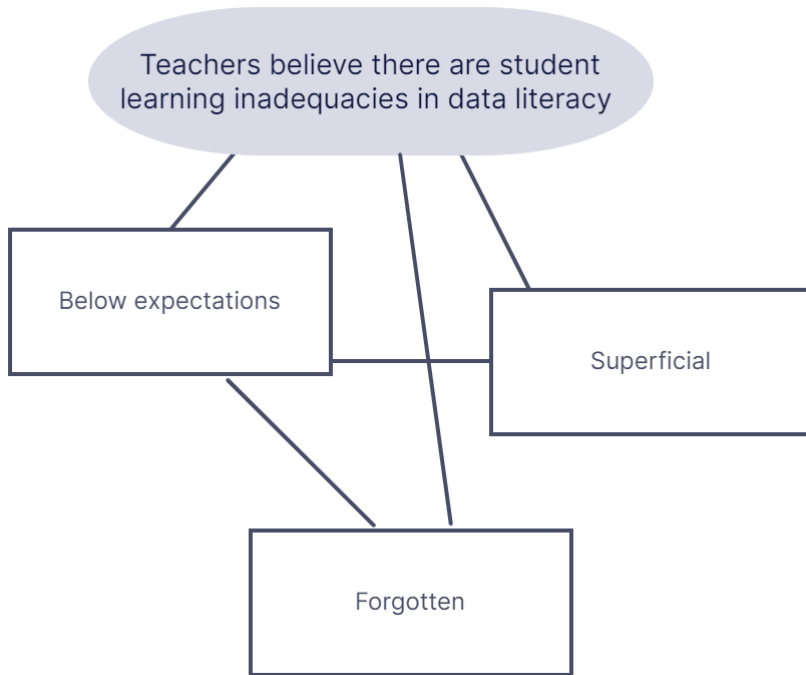 Teachers believe there are student
learning inadequacies in data literacy
Below expectations
Superficial
Forgotten